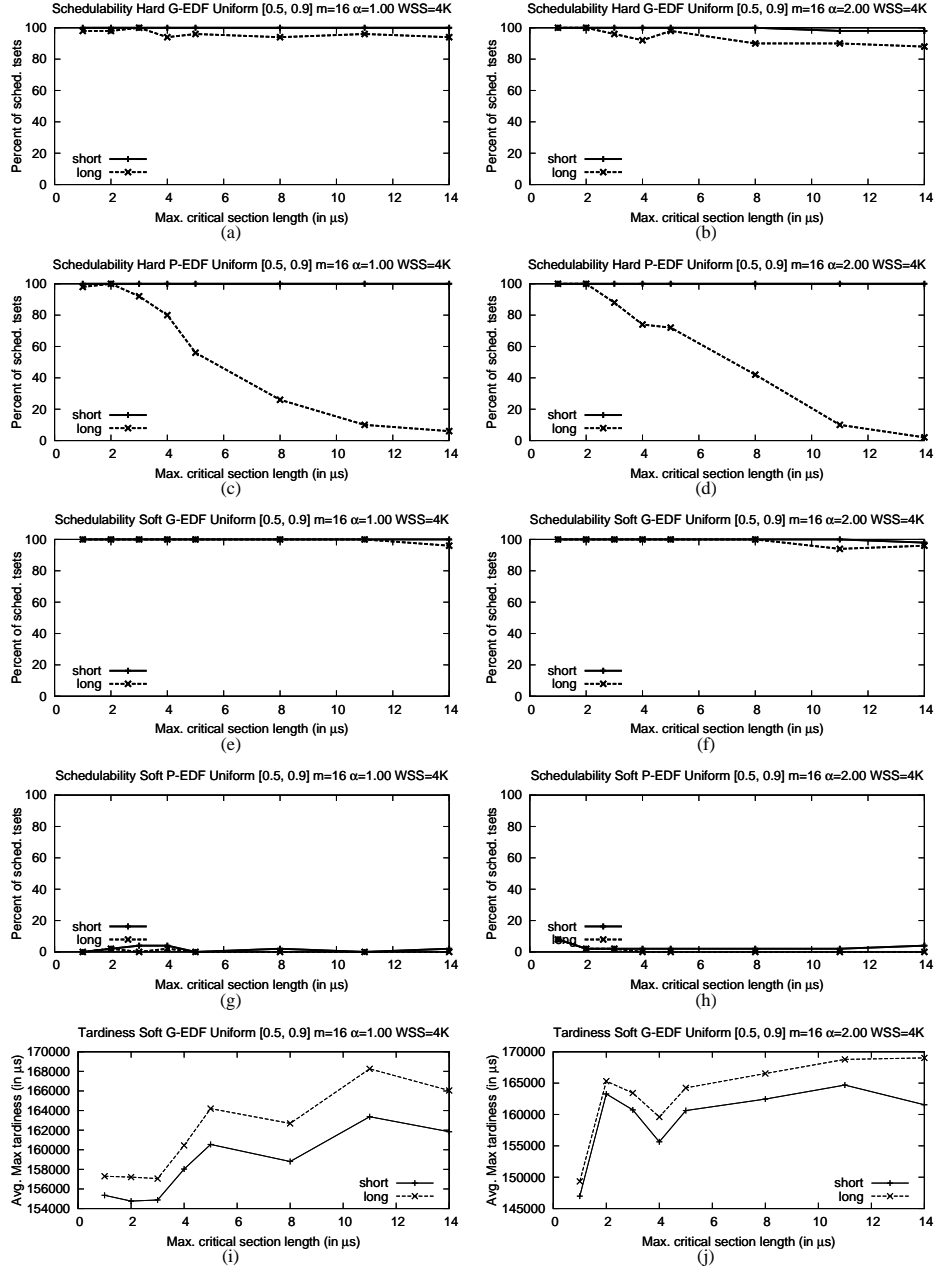 Schedulability Hard G-EDF Uniform [0.5, 0.9] m=16 α=1.00 WSS=4K
Percent of sched. tsets
100
80
60
40
20
0
short
long
0 2 4 6 8 10 12 14
Max. critical section length (in µs)
(a)
Schedulability Hard G-EDF Uniform [0.5, 0.9] m=16 α=2.00 WSS=4K
Percent of sched. tsets
100
80
60
40
20
0
short
long
0 2 4 6 8 10 12 14
Max. critical section length (in µs)
(b)
Schedulability Hard P-EDF Uniform [0.5, 0.9] m=16 α=1.00 WSS=4K
Percent of sched. tsets
100
80
60
40
20
0
short
long
0 2 4 6 8 10 12 14
Max. critical section length (in µs)
(c)
Schedulability Hard P-EDF Uniform [0.5, 0.9] m=16 α=2.00 WSS=4K
Percent of sched. tsets
100
80
60
40
20
0
short
long
0 2 4 6 8 10 12 14
Max. critical section length (in µs)
(d)
Schedulability Soft G-EDF Uniform [0.5, 0.9] m=16 α=1.00 WSS=4K
Percent of sched. tsets
100
80
60
40
20
0
short
long
0 2 4 6 8 10 12 14
Max. critical section length (in µs)
(e)
Schedulability Soft G-EDF Uniform [0.5, 0.9] m=16 α=2.00 WSS=4K
Percent of sched. tsets
100
80
60
40
20
0
short
long
0 2 4 6 8 10 12 14
Max. critical section length (in µs)
(f)
Schedulability Soft P-EDF Uniform [0.5, 0.9] m=16 α=1.00 WSS=4K
Percent of sched. tsets
100
80
60
40
20
0
short
long
0 2 4 6 8 10 12 14
Max. critical section length (in µs)
(g)
Schedulability Soft P-EDF Uniform [0.5, 0.9] m=16 α=2.00 WSS=4K
Percent of sched. tsets
100
80
60
40
20
0
short
long
0 2 4 6 8 10 12 14
Max. critical section length (in µs)
(h)
Tardiness Soft G-EDF Uniform [0.5, 0.9] m=16 α=1.00 WSS=4K
Avg. Max tardiness (in µs)
170000
168000
166000
164000
162000
160000
158000
156000
154000
short
long
0 2 4 6 8 10 12 14
Max. critical section length (in µs)
(i)
Tardiness Soft G-EDF Uniform [0.5, 0.9] m=16 α=2.00 WSS=4K
Avg. Max tardiness (in µs)
170000
165000
160000
155000
150000
145000
short
long
0 2 4 6 8 10 12 14
Max. critical section length (in µs)
(j)